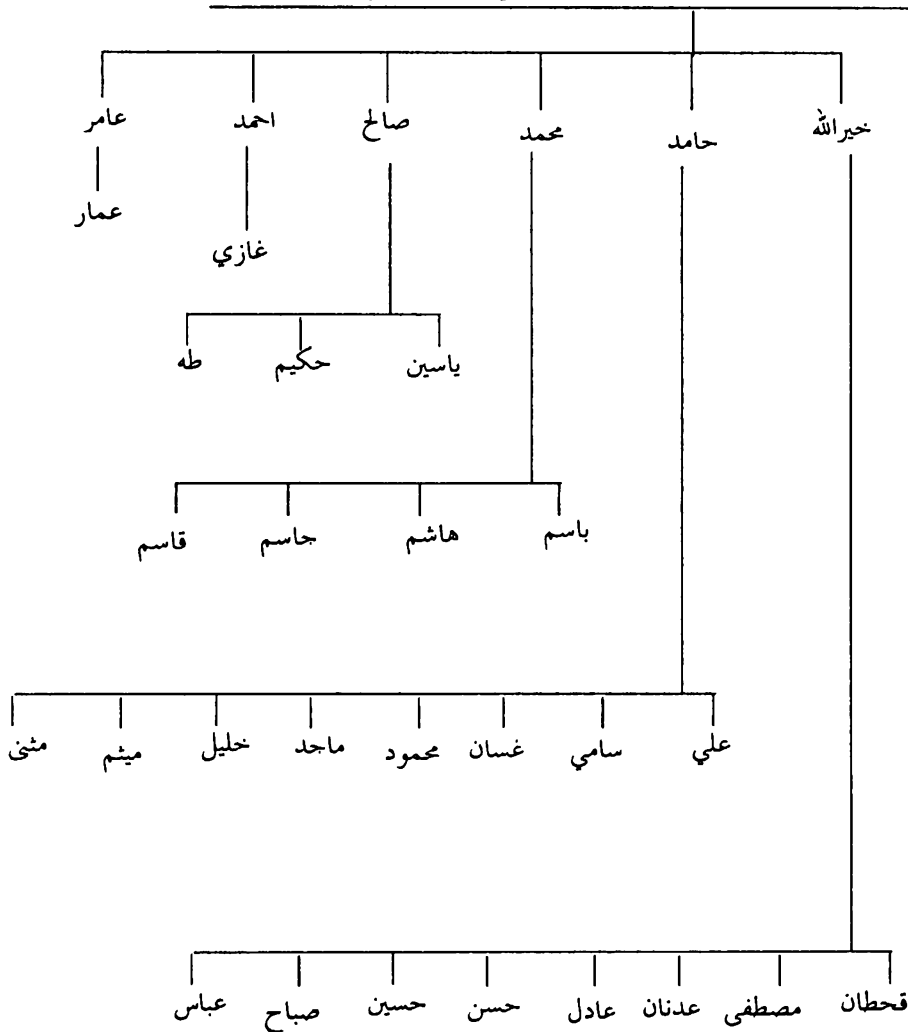 خيرالله حامد محمد صالح احمد عامر
عمار
غازي
ياسين حكيم طه
باسم هاشم جاسم قاسم
علي سامي غسان محمود ماجد خليل ميثم مثنى
قحطان مصطفى عدنان عادل حسن حسين صباح عباس